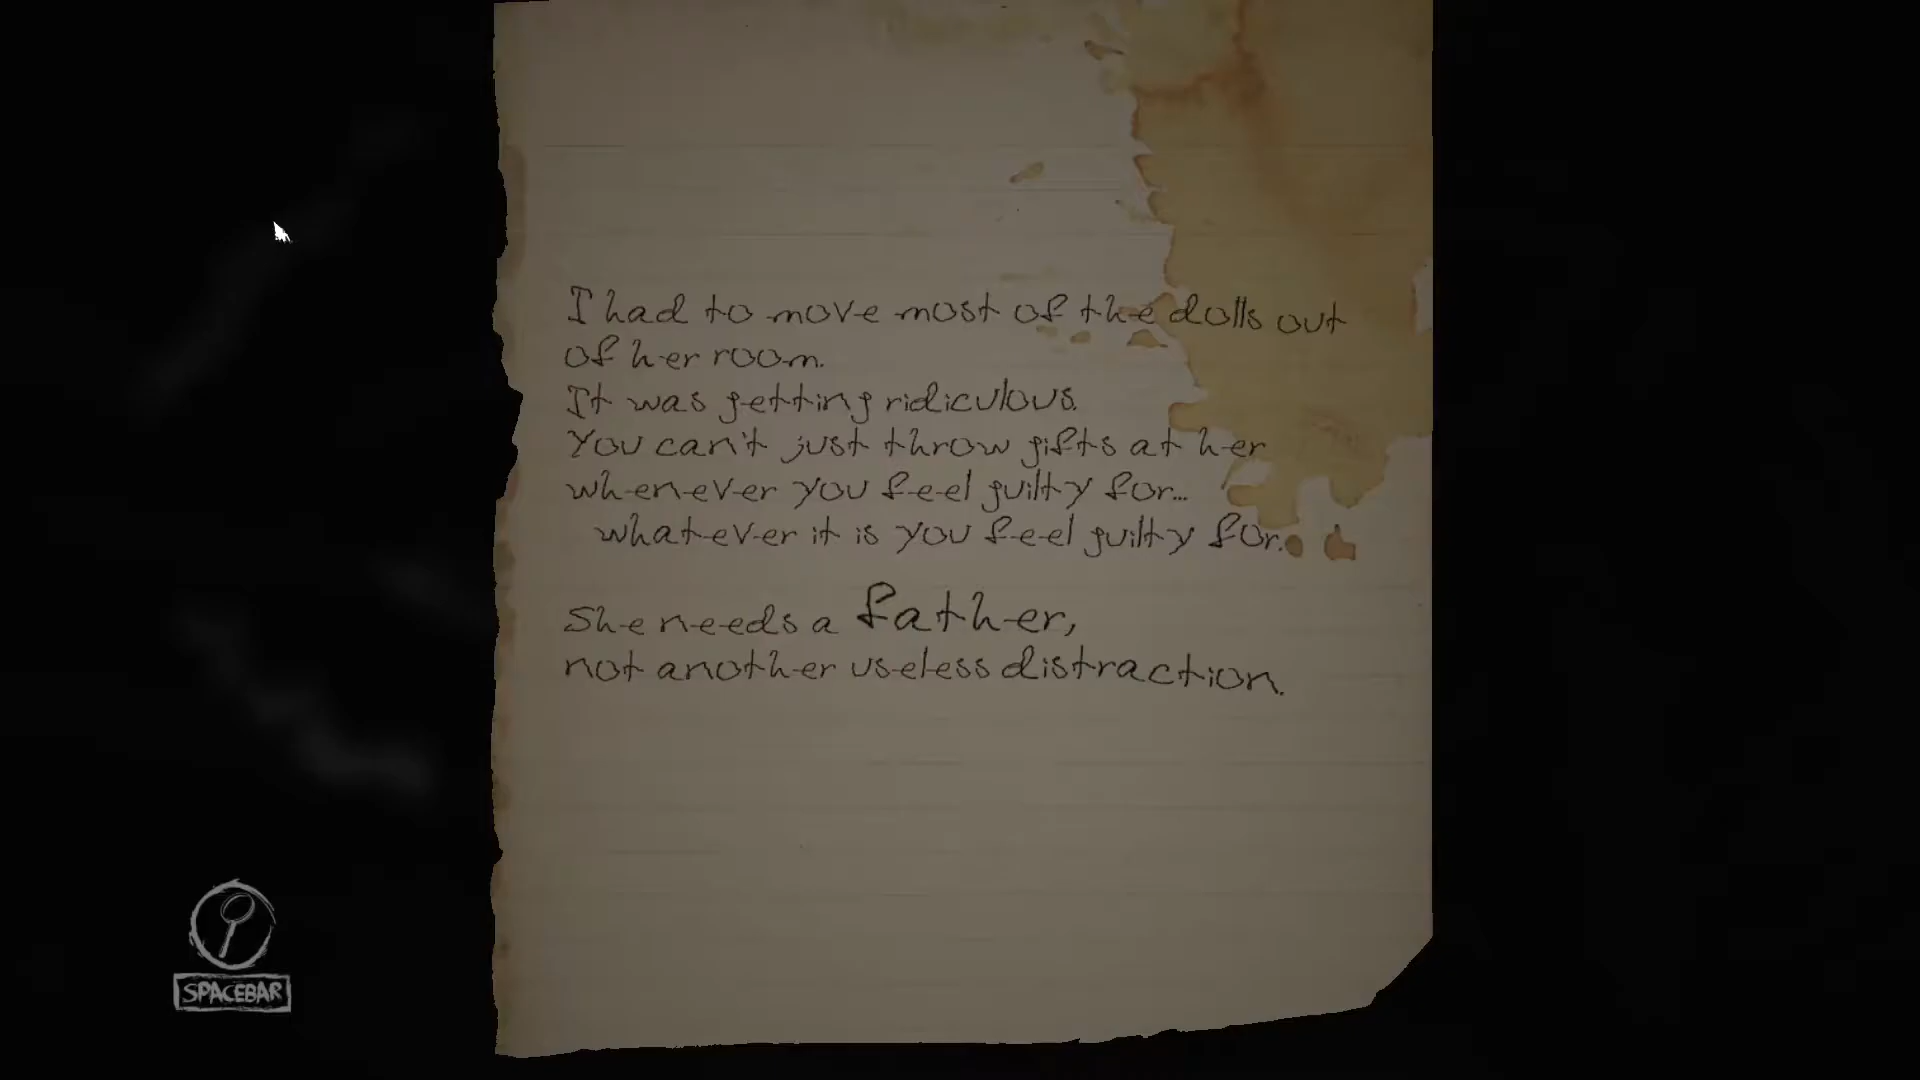 I had to move most of the dolls out
of her room.
It was getting ridiculous.
You can't just throw gifts at her
whenever you feel guilty for...
whatever it is you feel guilty for.
She needs a father,
not another useless distraction.
SPACEBAR